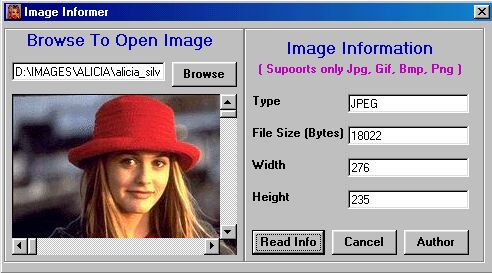 Image Informer
Browse To Open Image
D:\IMAGES\ALICIA\alicia_silv
Browse
Image Information
( Supoorts only Jpg, Gif, Bmp, Png )
Type
JPEG
File Size (Bytes)
18022
Width
276
Height
235
Read Info
Cancel
Author